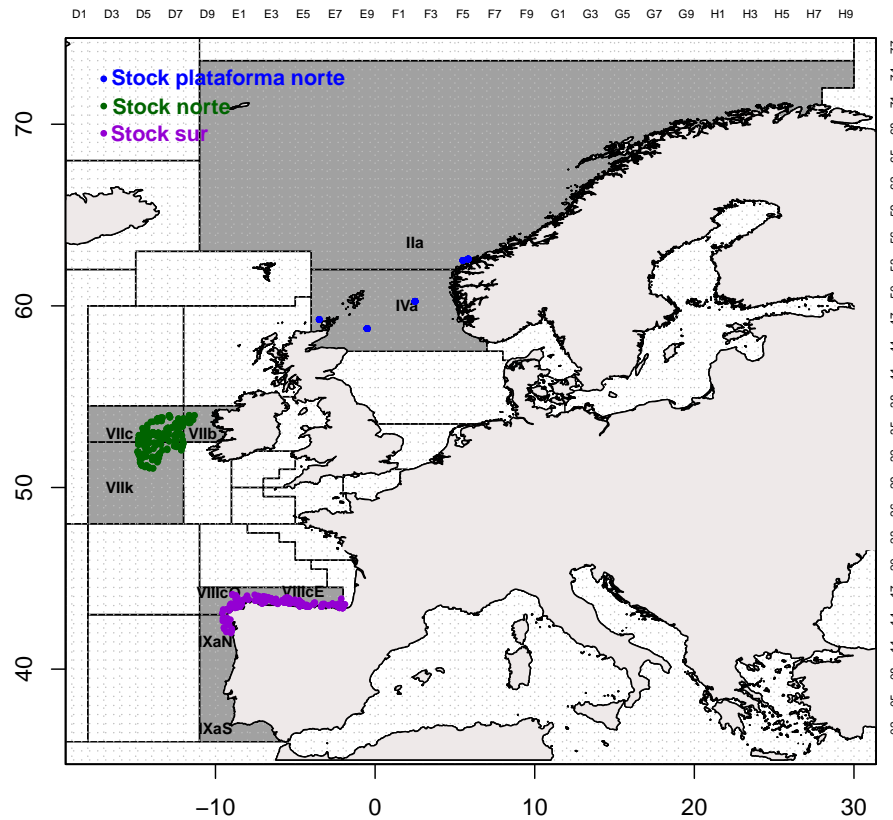 D1 D3 D5 D7 D9 E1 E3 E5 E7 E9 F1 F3 F5 F7 F9 G1 G3 G5 G7 G9 H1 H3 H5 H7 H9
Stock plataforma norte
Stock norte
Stock sur
70
IIa
60
IVa
VIIc VIIb
50
VIIk
VIIIcO VIIIcE
IXaN
40
IXaS
−10 0 10 20 30